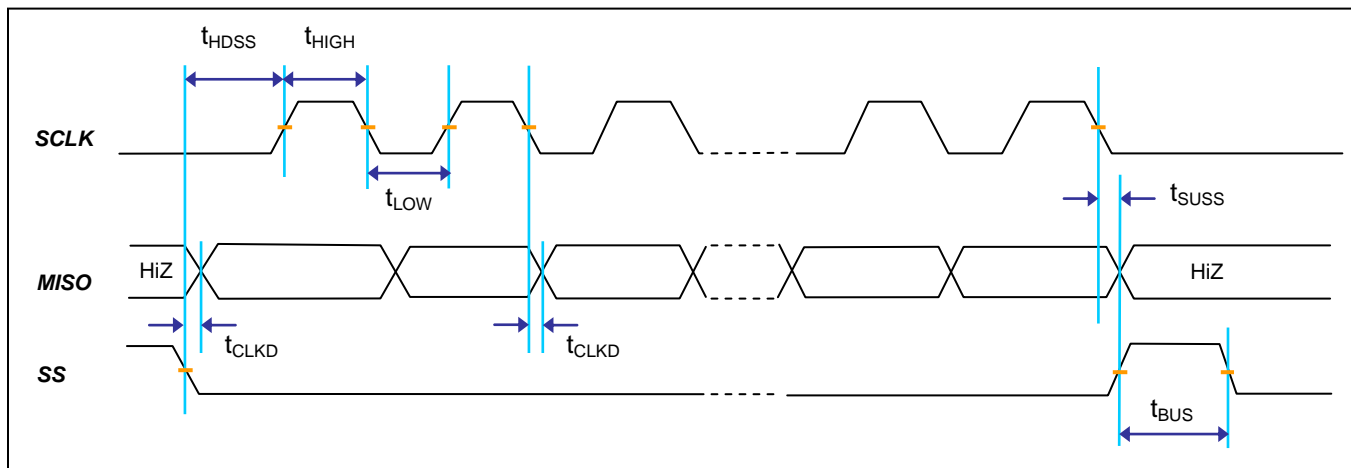 tHDSS tHIGH
SCLK
tLOW
tSUSS
HiZ HiZ
MISO
tCLKD tCLKD
SS
tBUS